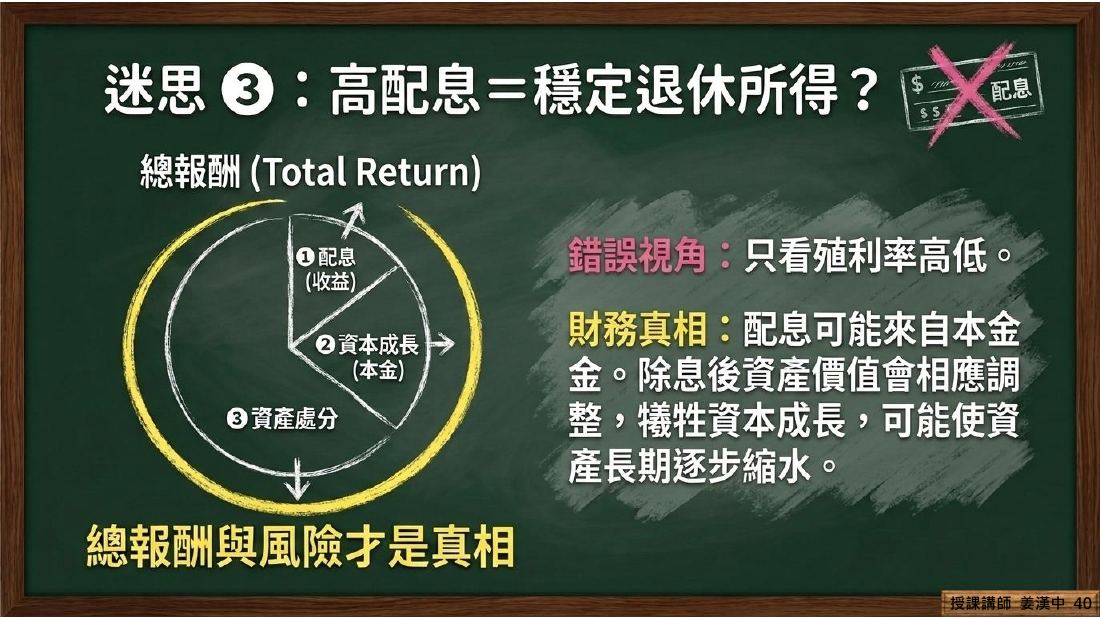 迷思 ❸：高配息＝穩定退休所得？
$
$ $
配息
總報酬 (Total Return)
❶配息
(收益)
❷資本成長
(本金)
❸資產處分
總報酬與風險才是真相
錯誤視角：只看殖利率高低。
財務真相：配息可能來自本金
金。除息後資產價值會相應調
整，犧牲資本成長，可能使資
產長期逐步縮水。
授課講師 姜漢中 40